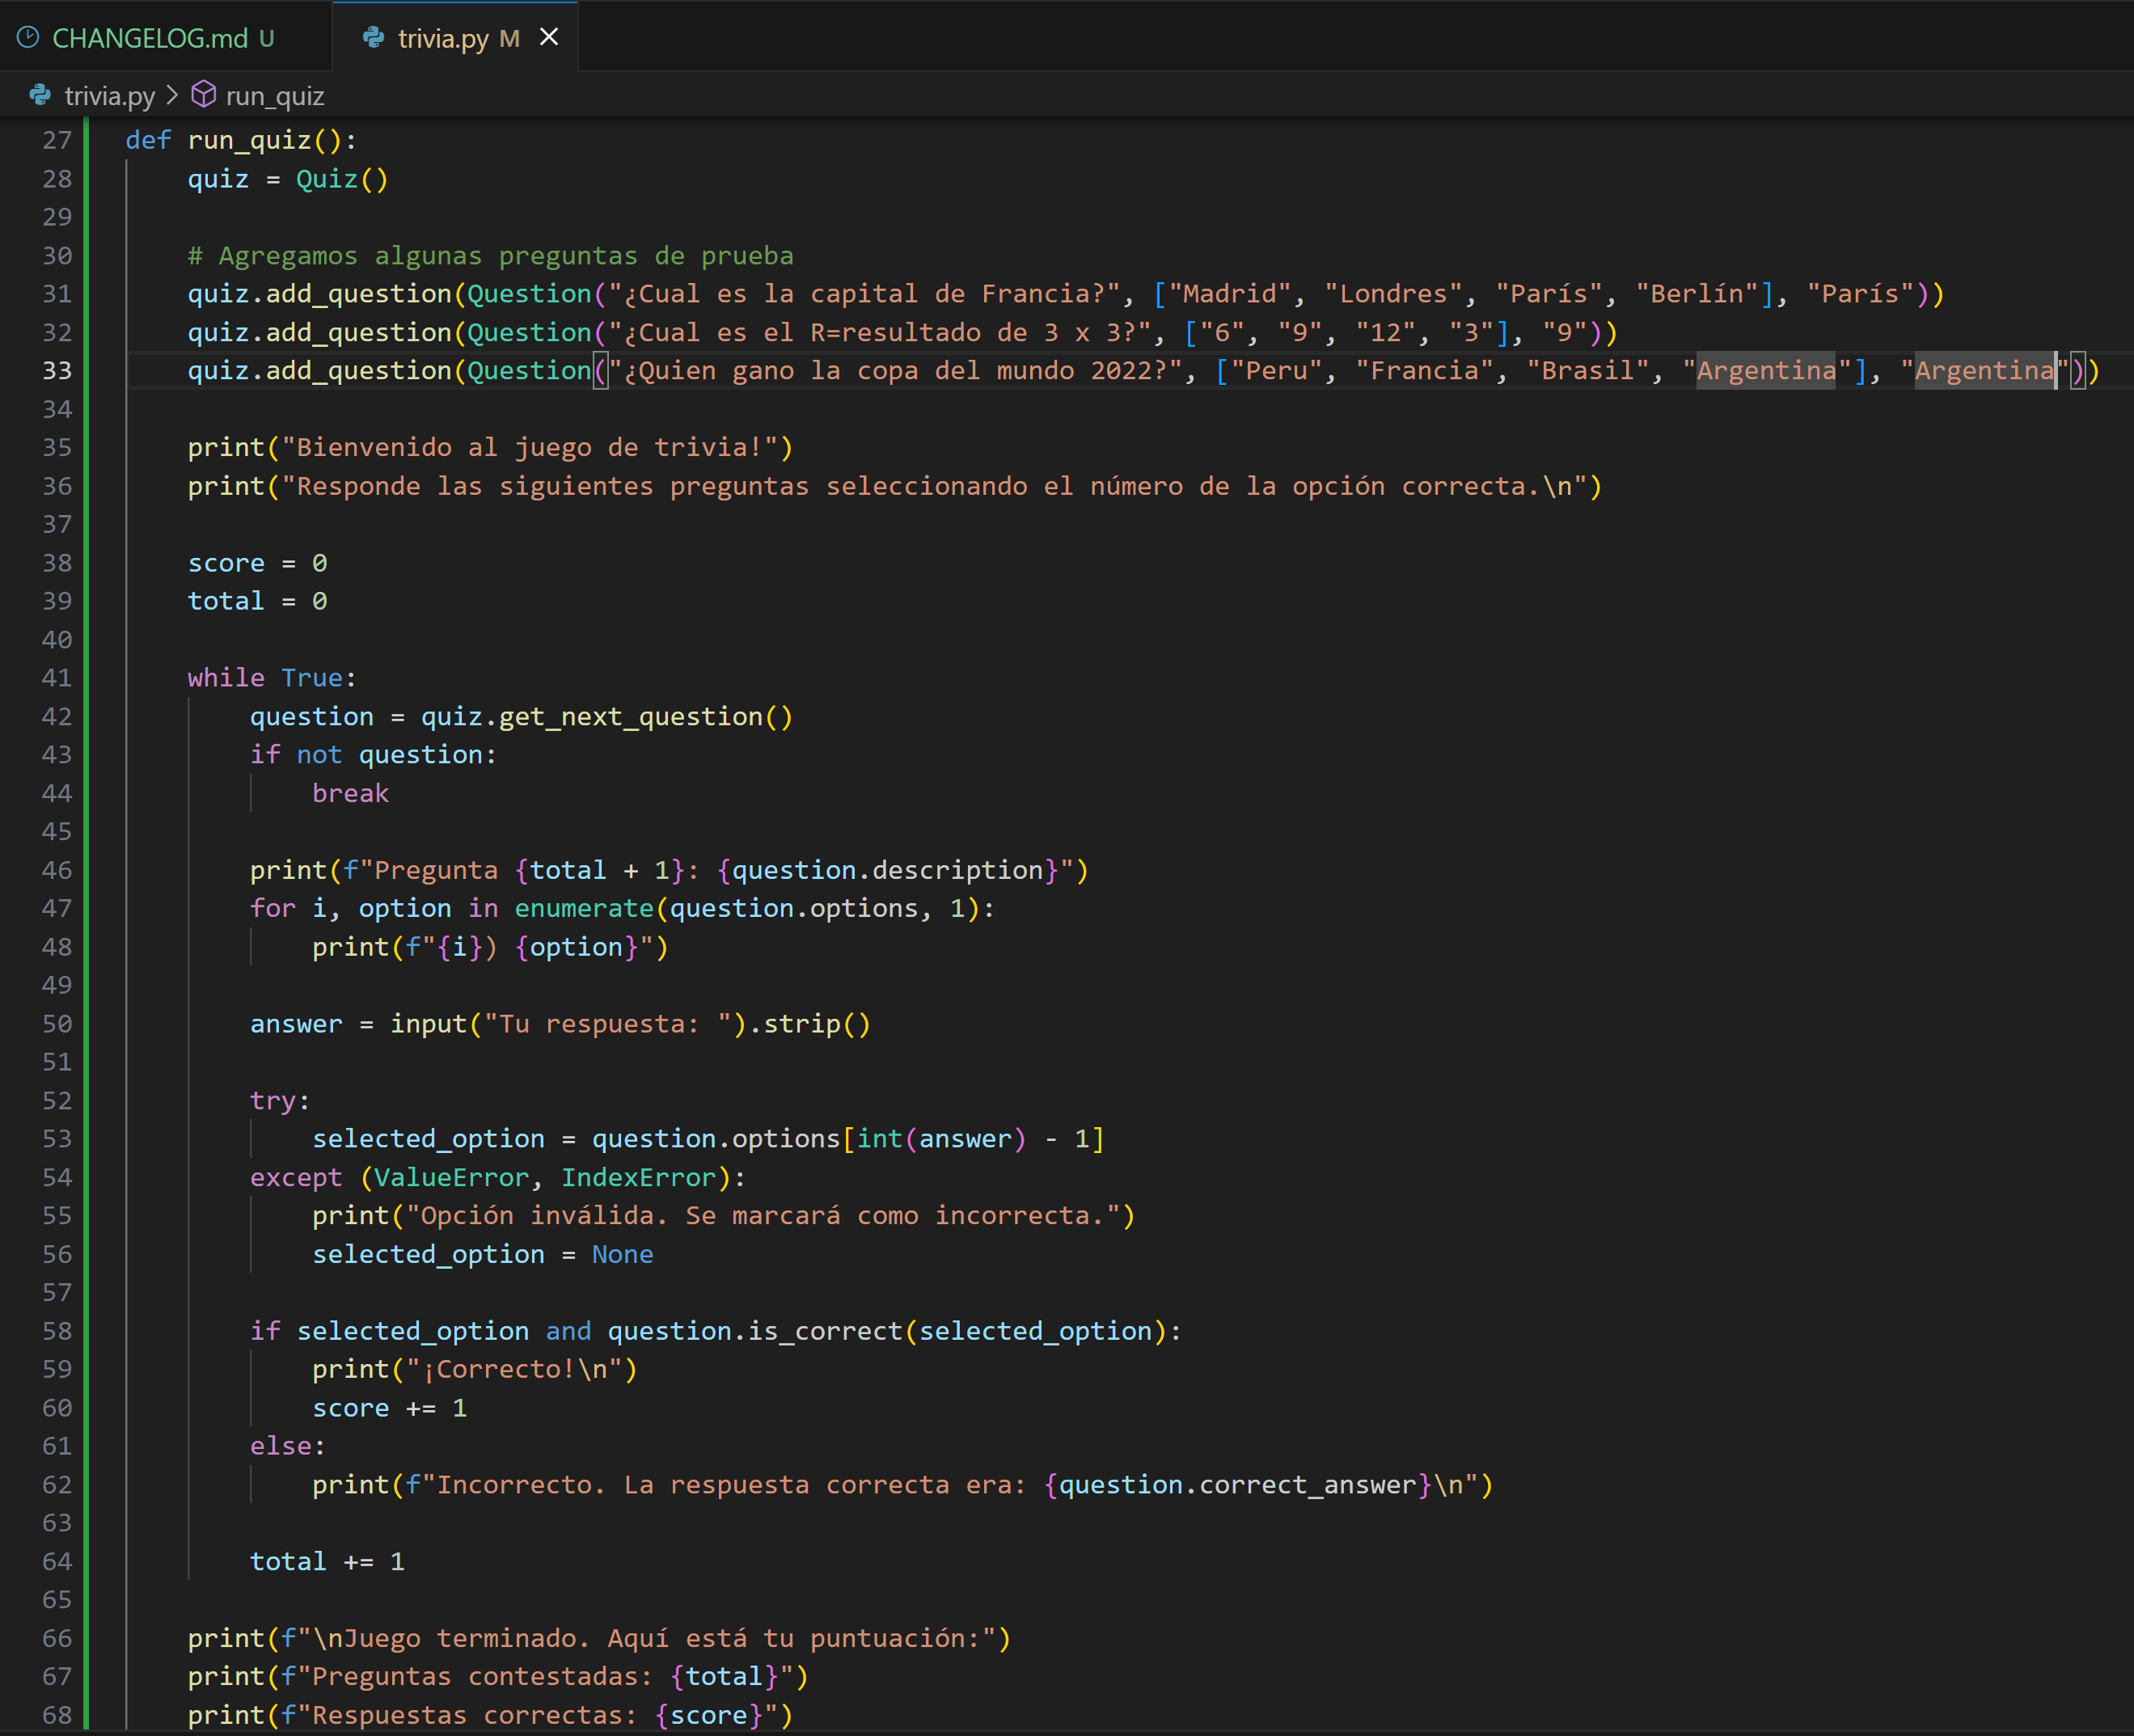 CHANGELOG.md U
trivia.py M
trivia.py > run_quiz
27 def run_quiz():
28     quiz = Quiz()
29
30     # Agregamos algunas preguntas de prueba
31     quiz.add_question(Question("¿Cual es la capital de Francia?", ["Madrid", "Londres", "París", "Berlín"], "París"))
32     quiz.add_question(Question("¿Cual es el R=resultado de 3 x 3?", ["6", "9", "12", "3"], "9"))
33     quiz.add_question(Question("¿Quien gano la copa del mundo 2022?", ["Peru", "Francia", "Brasil", "Argentina"], "Argentina"))
34
35     print("Bienvenido al juego de trivia!")
36     print("Responde las siguientes preguntas seleccionando el número de la opción correcta.\n")
37
38     score = 0
39     total = 0
40
41     while True:
42         question = quiz.get_next_question()
43         if not question:
44             break
45
46         print(f"Pregunta {total + 1}: {question.description}")
47         for i, option in enumerate(question.options, 1):
48             print(f"{i}) {option}")
49
50         answer = input("Tu respuesta: ").strip()
51
52         try:
53             selected_option = question.options[int(answer) - 1]
54         except (ValueError, IndexError):
55             print("Opción inválida. Se marcará como incorrecta.")
56             selected_option = None
57
58         if selected_option and question.is_correct(selected_option):
59             print("¡Correcto!\n")
60             score += 1
61         else:
62             print(f"Incorrecto. La respuesta correcta era: {question.correct_answer}\n")
63
64         total += 1
65
66     print(f"\nJuego terminado. Aquí está tu puntuación:")
67     print(f"Preguntas contestadas: {total}")
68     print(f"Respuestas correctas: {score}")